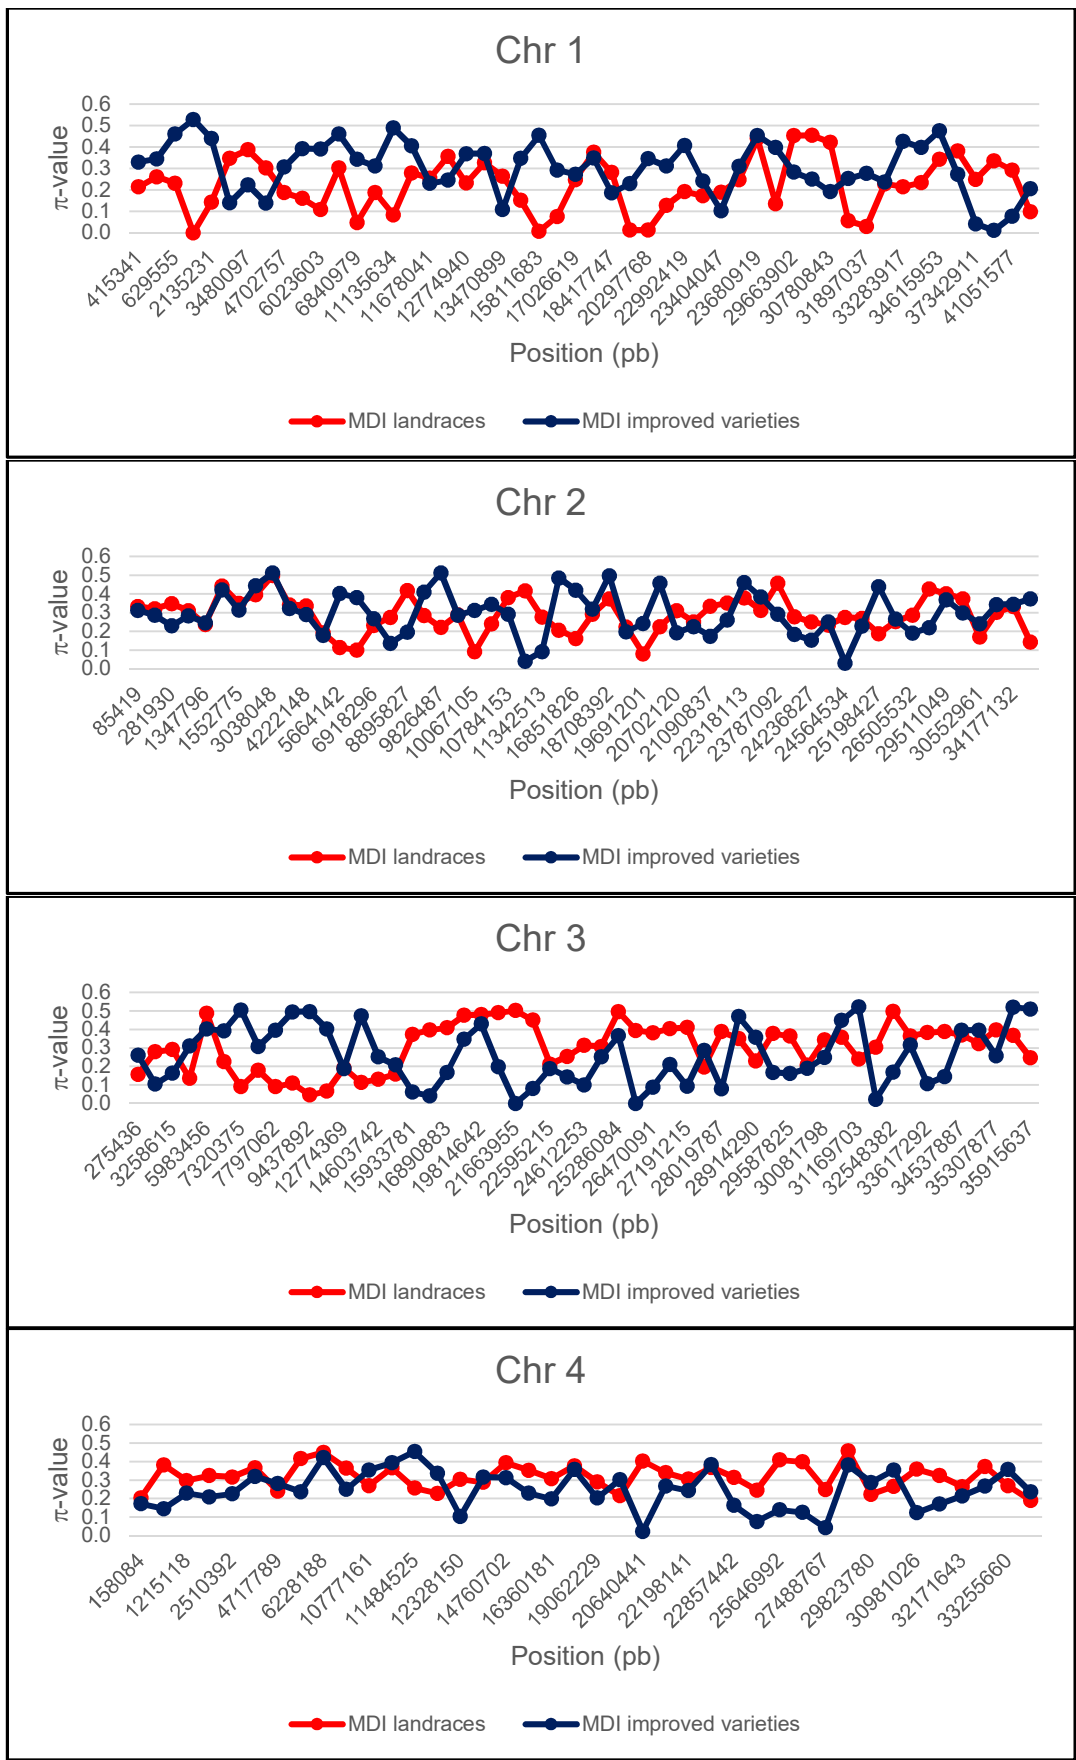 Chr 1
0.6
0.5
0.4
0.3
0.2
0.1
0.0
π-value
415341 629555 2135231 3480097 4702757 6023603 6840979 11135634 11678041 12774940 13470899 15811683 17026619 18417747 20297768 22992419 23404047 23680919 29663902 30780843 31897037 33283917 34615953 37342911 41051577
Position (pb)
MDI landraces MDI improved varieties
Chr 2
0.6
0.5
0.4
0.3
0.2
0.1
0.0
π-value
85419 281930 1347796 1552775 3038048 4222148 5664142 6918296 8895827 9826487 10067105 10784153 11342513 16851826 18708392 19691201 20702120 21090837 22318113 23787092 24236827 24564534 25198427 26505532 29511049 30552961 34177132
Position (pb)
MDI landraces MDI improved varieties
Chr 3
0.6
0.5
0.4
0.3
0.2
0.1
0.0
π-value
275436 3258615 5983456 7320375 7797062 9437892 12774369 14603742 15933781 16890883 19814642 21663955 22595215 24612253 25286084 26470091 27191215 28019787 28914290 29587825 30081798 31169703 32548382 33617292 34537887 35307877 35915637
Position (pb)
MDI landraces MDI improved varieties
Chr 4
0.6
0.5
0.4
0.3
0.2
0.1
0.0
π-value
158084 1215118 2510392 4717789 6228188 10777161 11484525 12328150 14760702 16360181 19062229 20640441 22198141 22857442 25646992 27488767 29823780 30981026 32171643 33255660
Position (pb)
MDI landraces MDI improved varieties